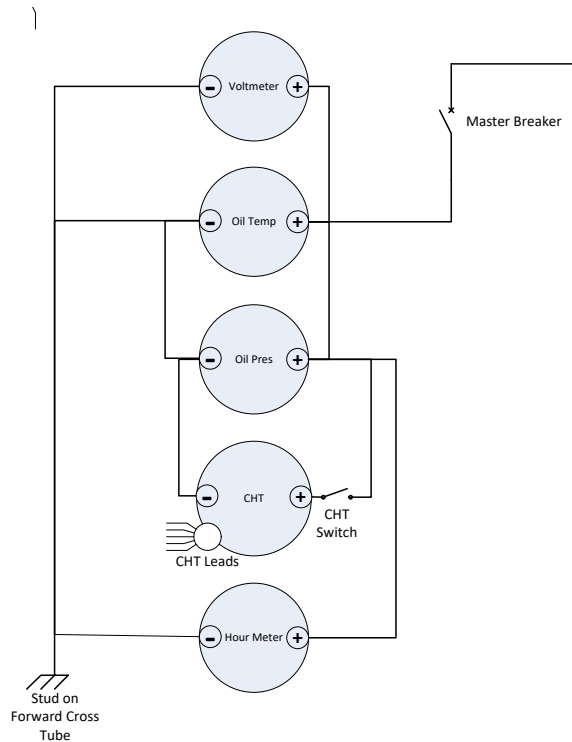 Voltmeter
Master Breaker
Oil Temp
Oil Pres
CHT
CHT
Switch
CHT Leads
Hour Meter
Stud on
Forward Cross
Tube